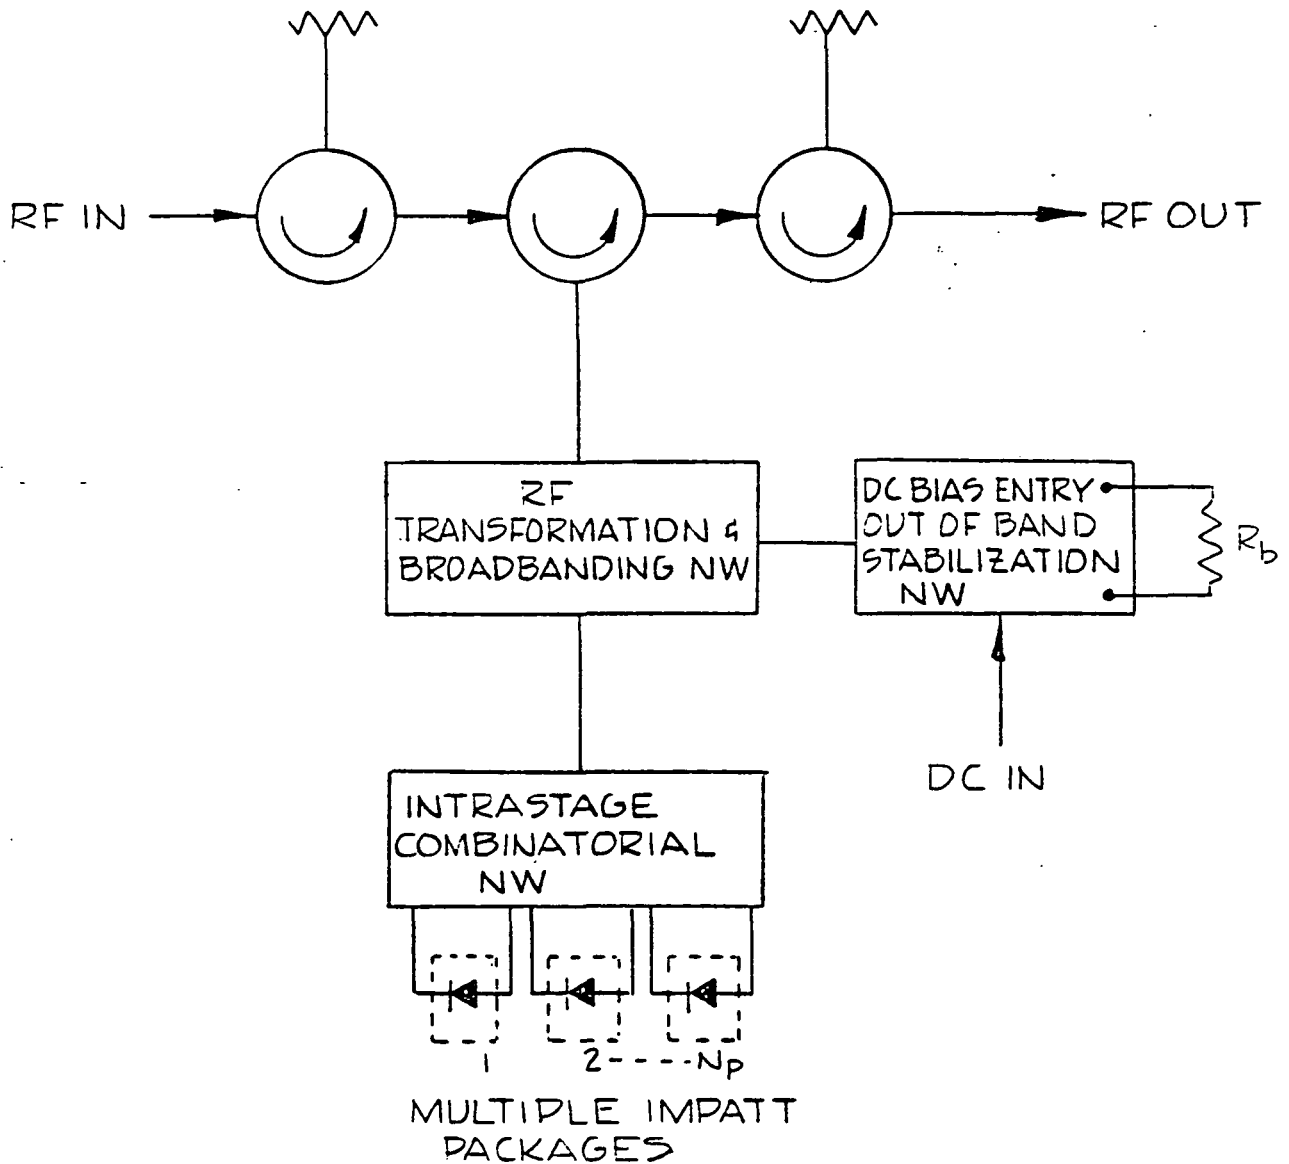 RF IN
RF OUT
RF
TRANSFORMATION &
BROADBANDING NW
DC BIAS ENTRY
OUT OF BAND
STABILIZATION
NW
Rb
DC IN
INTRASTAGE
COMBINATORIAL
NW
1 2----Np
MULTIPLE IMPATT
PACKAGES